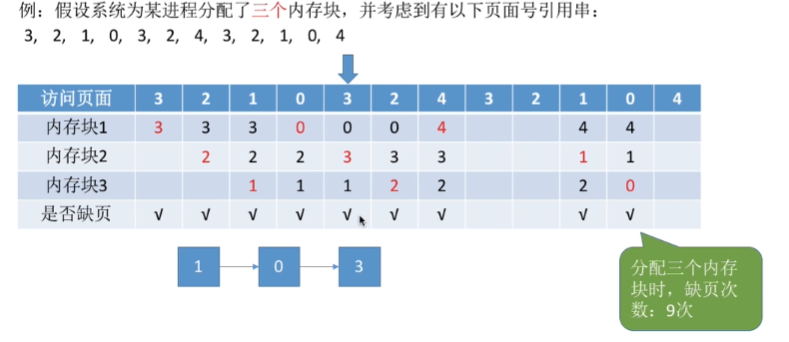 例：假设系统为某进程分配了三个内存块，并考虑到有以下页面号引用串：
3, 2, 1, 0, 3, 2, 4, 3, 2, 1, 0, 4
访问页面 3 2 1 0 3 2 4 3 2 1 0 4
内存块1 3 3 3 0 0 0 4 4 4
内存块2 2 2 2 3 3 3 1 1
内存块3 1 1 1 2 2 2 0
是否缺页 √ √ √ √ √ √ √ √ √
1 0 3
分配三个内存
块时，缺页次
数：9次